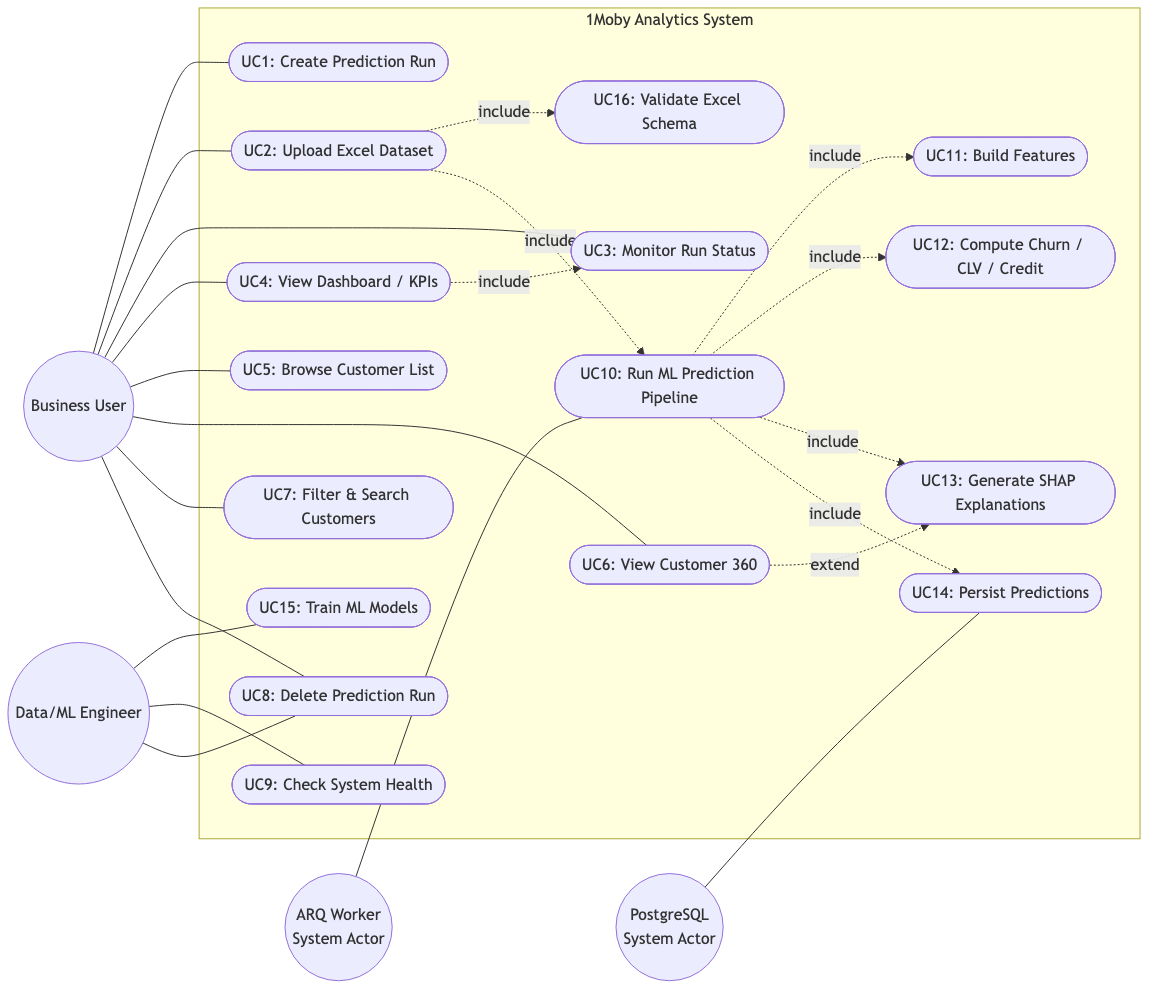 1Moby Analytics System
UC1: Create Prediction Run
UC16: Validate Excel
Schema
include
UC2: Upload Excel Dataset
include
UC11: Build Features
include
UC3: Monitor Run Status
include
UC12: Compute Churn /
CLV / Credit
UC4: View Dashboard / KPIs
include
UC5: Browse Customer List
UC10: Run ML Prediction
Pipeline
Business User
include
UC13: Generate SHAP
Explanations
UC7: Filter & Search
Customers
include
UC6: View Customer 360
extend
UC14: Persist Predictions
UC15: Train ML Models
UC8: Delete Prediction Run
Data/ML Engineer
UC9: Check System Health
ARQ Worker
System Actor
PostgreSQL
System Actor